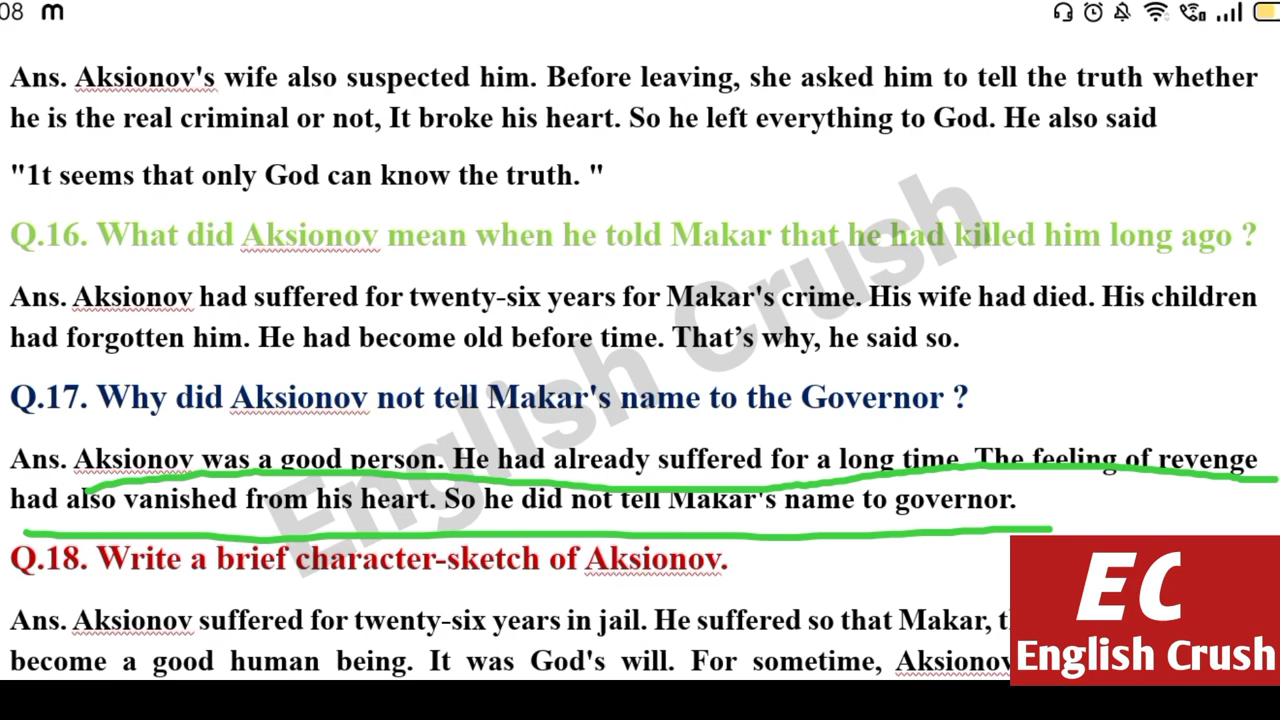 08 m
Ans. Aksionov's wife also suspected him. Before leaving, she asked him to tell the truth whether
he is the real criminal or not, It broke his heart. So he left everything to God. He also said
"1t seems that only God can know the truth. "
Q.16. What did Aksionov mean when he told Makar that he had killed him long ago ?
Ans. Aksionov had suffered for twenty-six years for Makar's crime. His wife had died. His children
had forgotten him. He had become old before time. That's why, he said so.
Q.17. Why did Aksionov not tell Makar's name to the Governor ?
Ans. Aksionov was a good person. He had already suffered for a long time. The feeling of revenge
had also vanished from his heart. So he did not tell Makar's name to governor.
Q.18. Write a brief character-sketch of Aksionov.
Ans. Aksionov suffered for twenty-six years in jail. He suffered so that Makar,
become a good human being. It was God's will. For sometime, Aksionov
English Crush
EC
English Crush